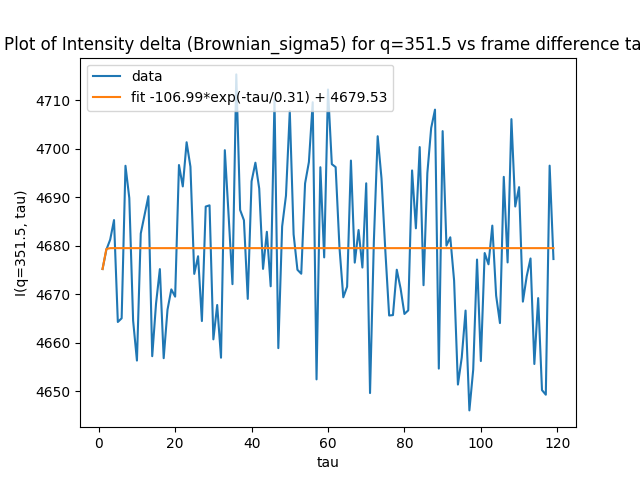 Plot of Intensity delta (Brownian_sigma5) for q=351.5 vs frame difference ta
data
fit -106.99*exp(-tau/0.31) + 4679.53
I(q=351.5, tau)
4710
4700
4690
4680
4670
4660
4650
0 20 40 60 80 100 120
tau